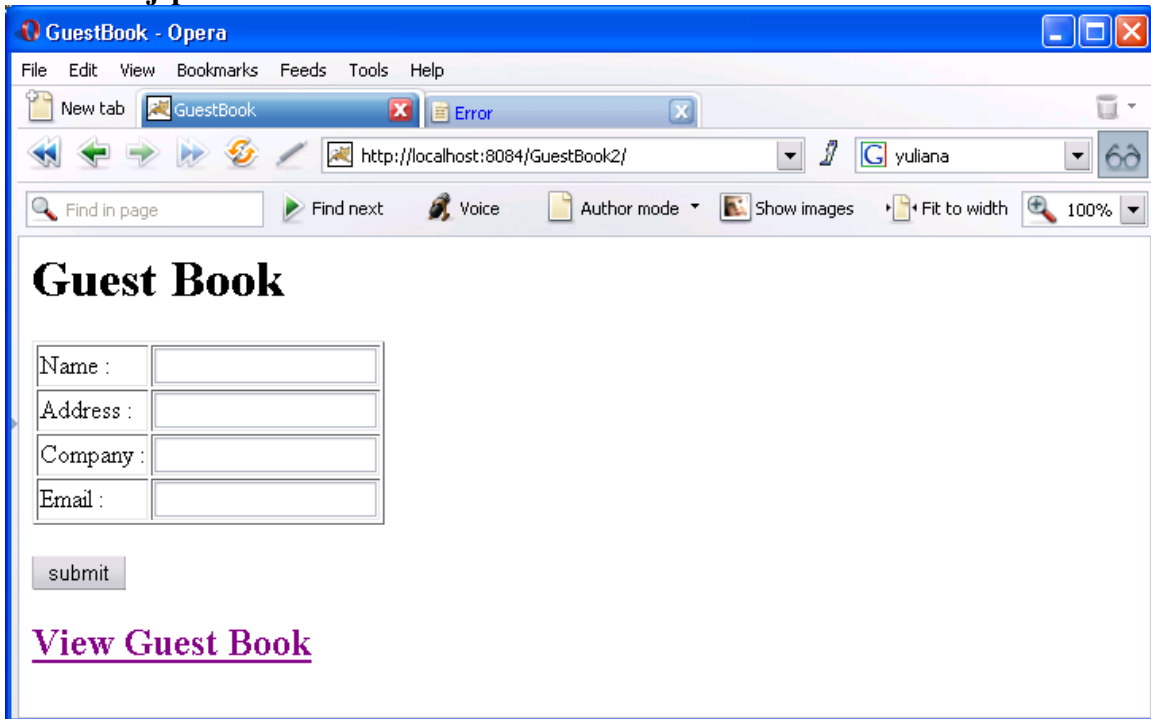 GuestBook - Opera
File Edit View Bookmarks Feeds Tools Help
New tab GuestBook Error
http://localhost:8084/GuestBook2/ G yuliana
Find in page Find next Voice Author mode Show images Fit to width 100%
Guest Book
Name :
Address :
Company :
Email :
submit
View Guest Book